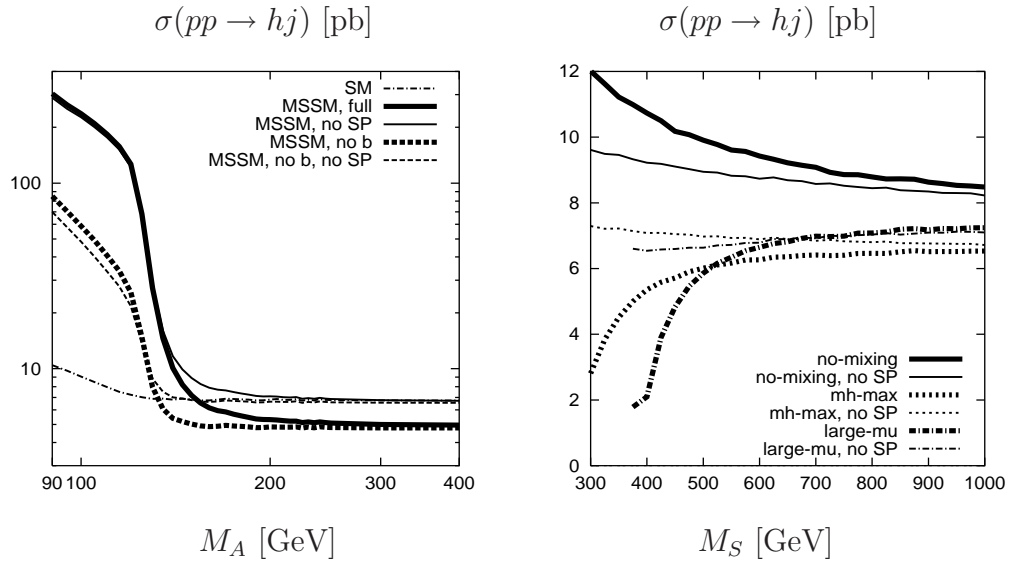 σ(pp → hj) [pb]
SM
MSSM, full
MSSM, no SP
MSSM, no b
MSSM, no b, no SP
100
10
90 100 200 300 400
M_A [GeV]
σ(pp → hj) [pb]
12
10
8
6
4
2
0
no-mixing
no-mixing, no SP
mh-max
mh-max, no SP
large-mu
large-mu, no SP
300 400 500 600 700 800 900 1000
M_S [GeV]